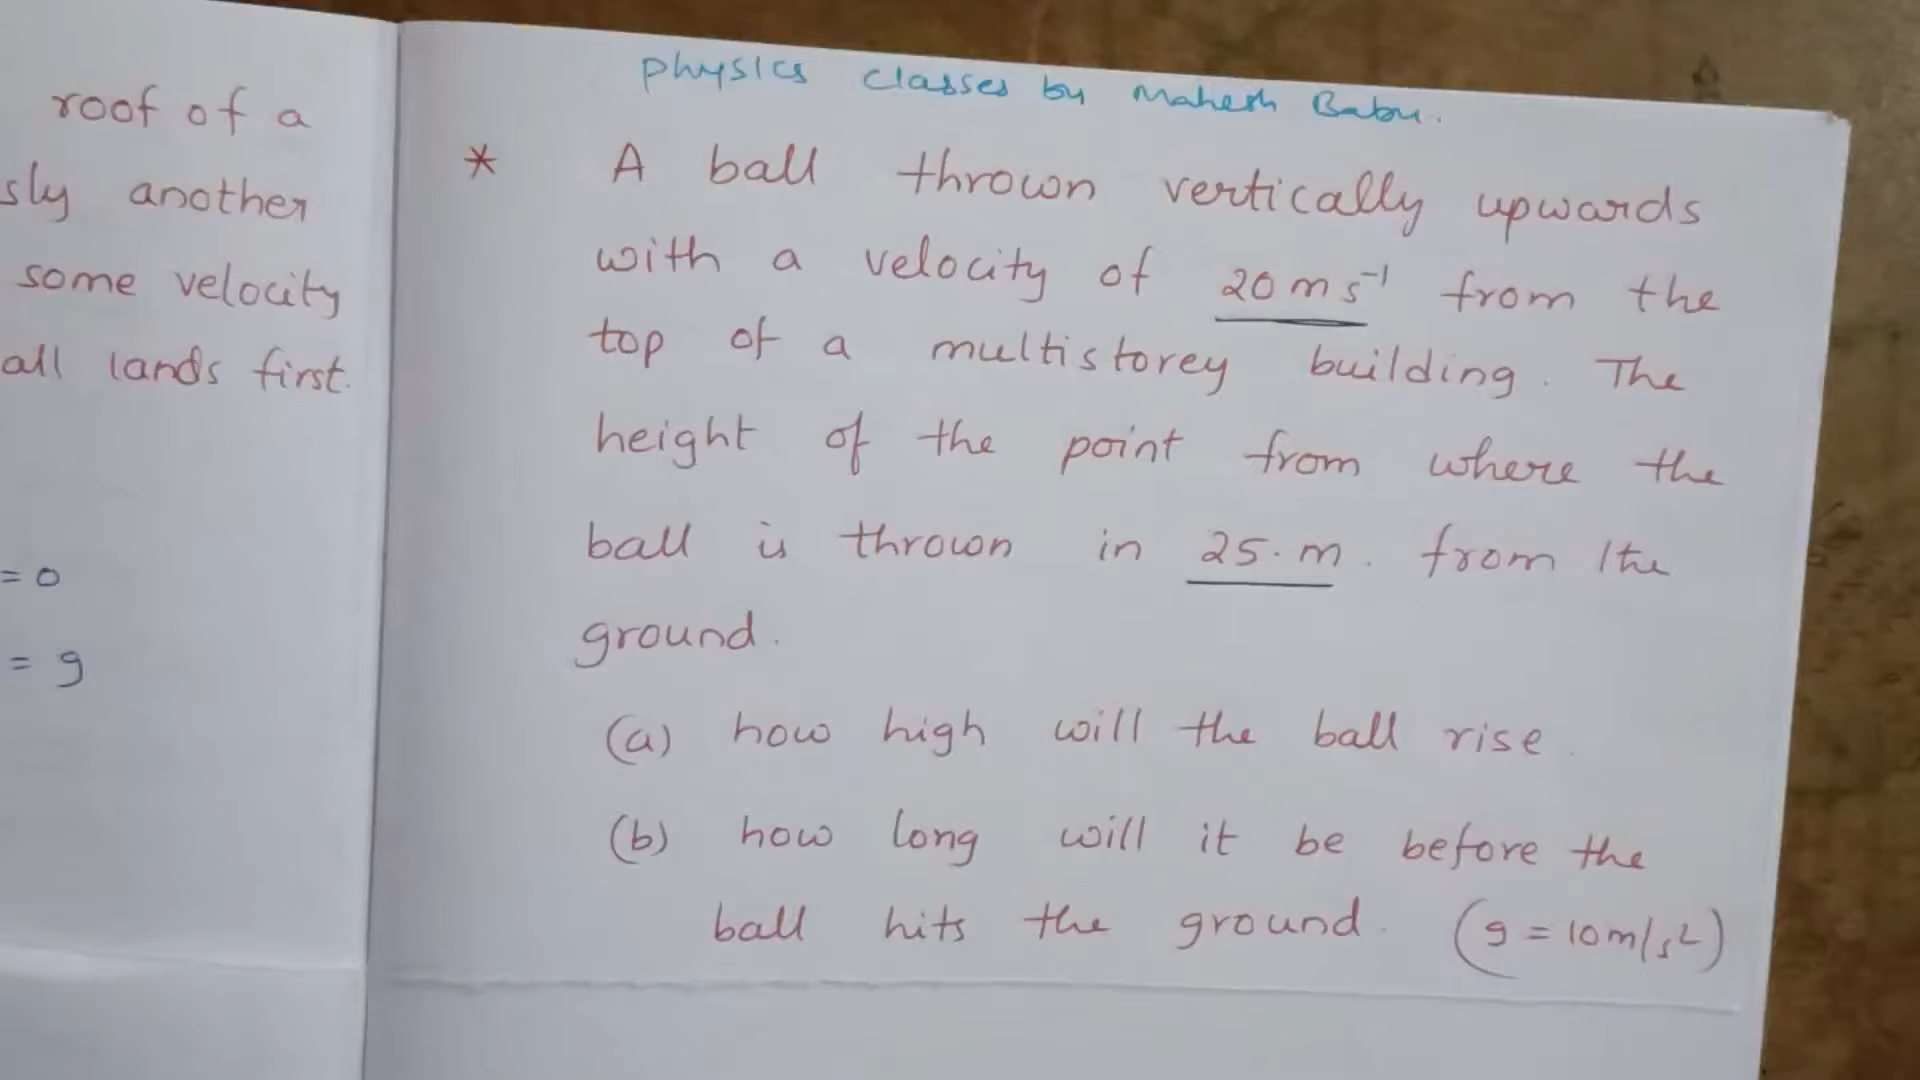 roof of a
sly another
some velocity
all lands first.
= 0
= g
physics classes by Mahesh Babu.
* A ball thrown vertically upwards
with a velocity of 20 m s⁻¹ from the
top of a multistorey building. The
height of the point from where the
ball is thrown in 25.m. from the
ground.
(a) how high will the ball rise.
(b) how long will it be before the
ball hits the ground. (g = 10m/s²)